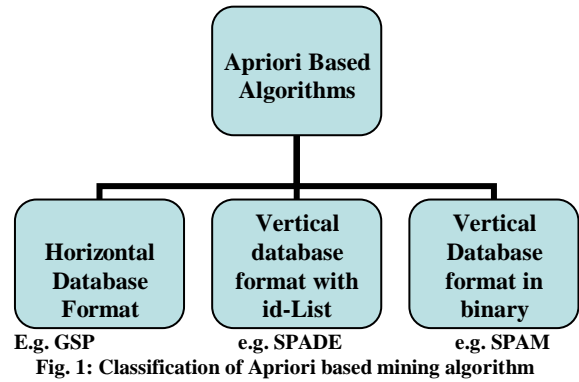 Apriori Based
Algorithms
Horizontal
Database
Format
Vertical
database
format with
id-List
Vertical
Database
format in
binary
E.g. GSP
e.g. SPADE
e.g. SPAM
Fig. 1: Classification of Apriori based mining algorithm